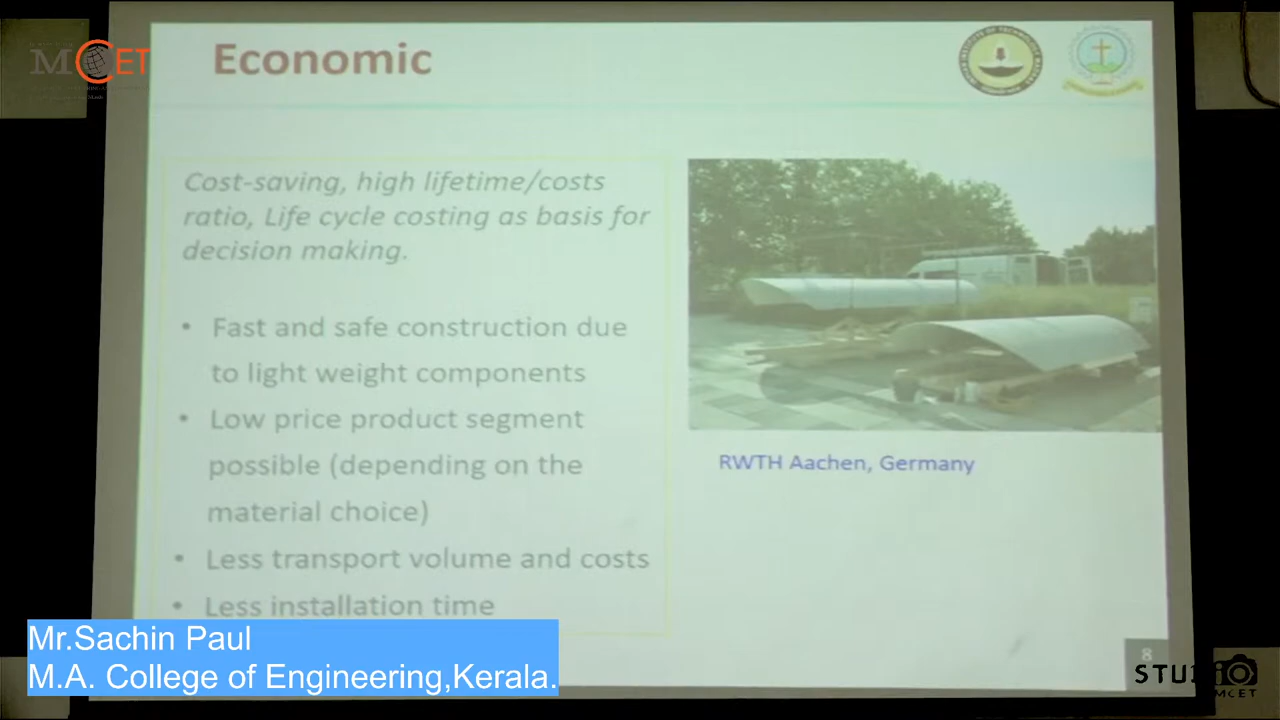 MCET
Economic
Cost-saving, high lifetime/costs
ratio, Life cycle costing as basis for
decision making.
• Fast and safe construction due
to light weight components
• Low price product segment
possible (depending on the
material choice)
• Less transport volume and costs
• Less installation time
RWTH Aachen, Germany
8
Mr.Sachin Paul
M.A. College of Engineering,Kerala.
MCET